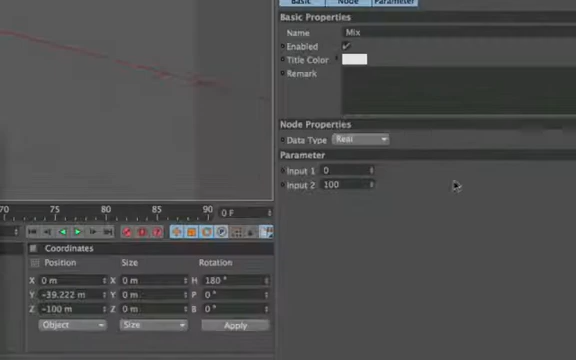 Basic Node Parameter
Basic Properties
Name Mix
Enabled
Title Color
Remark
Node Properties
Data Type Real
Parameter
Input 1 0
Input 2 100
70 75 80 85 90 0 F
Coordinates
Position Size Rotation
X 0 m X 0 m H 180 °
Y -39.222 m Y 0 m P 0 °
Z -100 m Z 0 m B 0 °
Object Size Apply